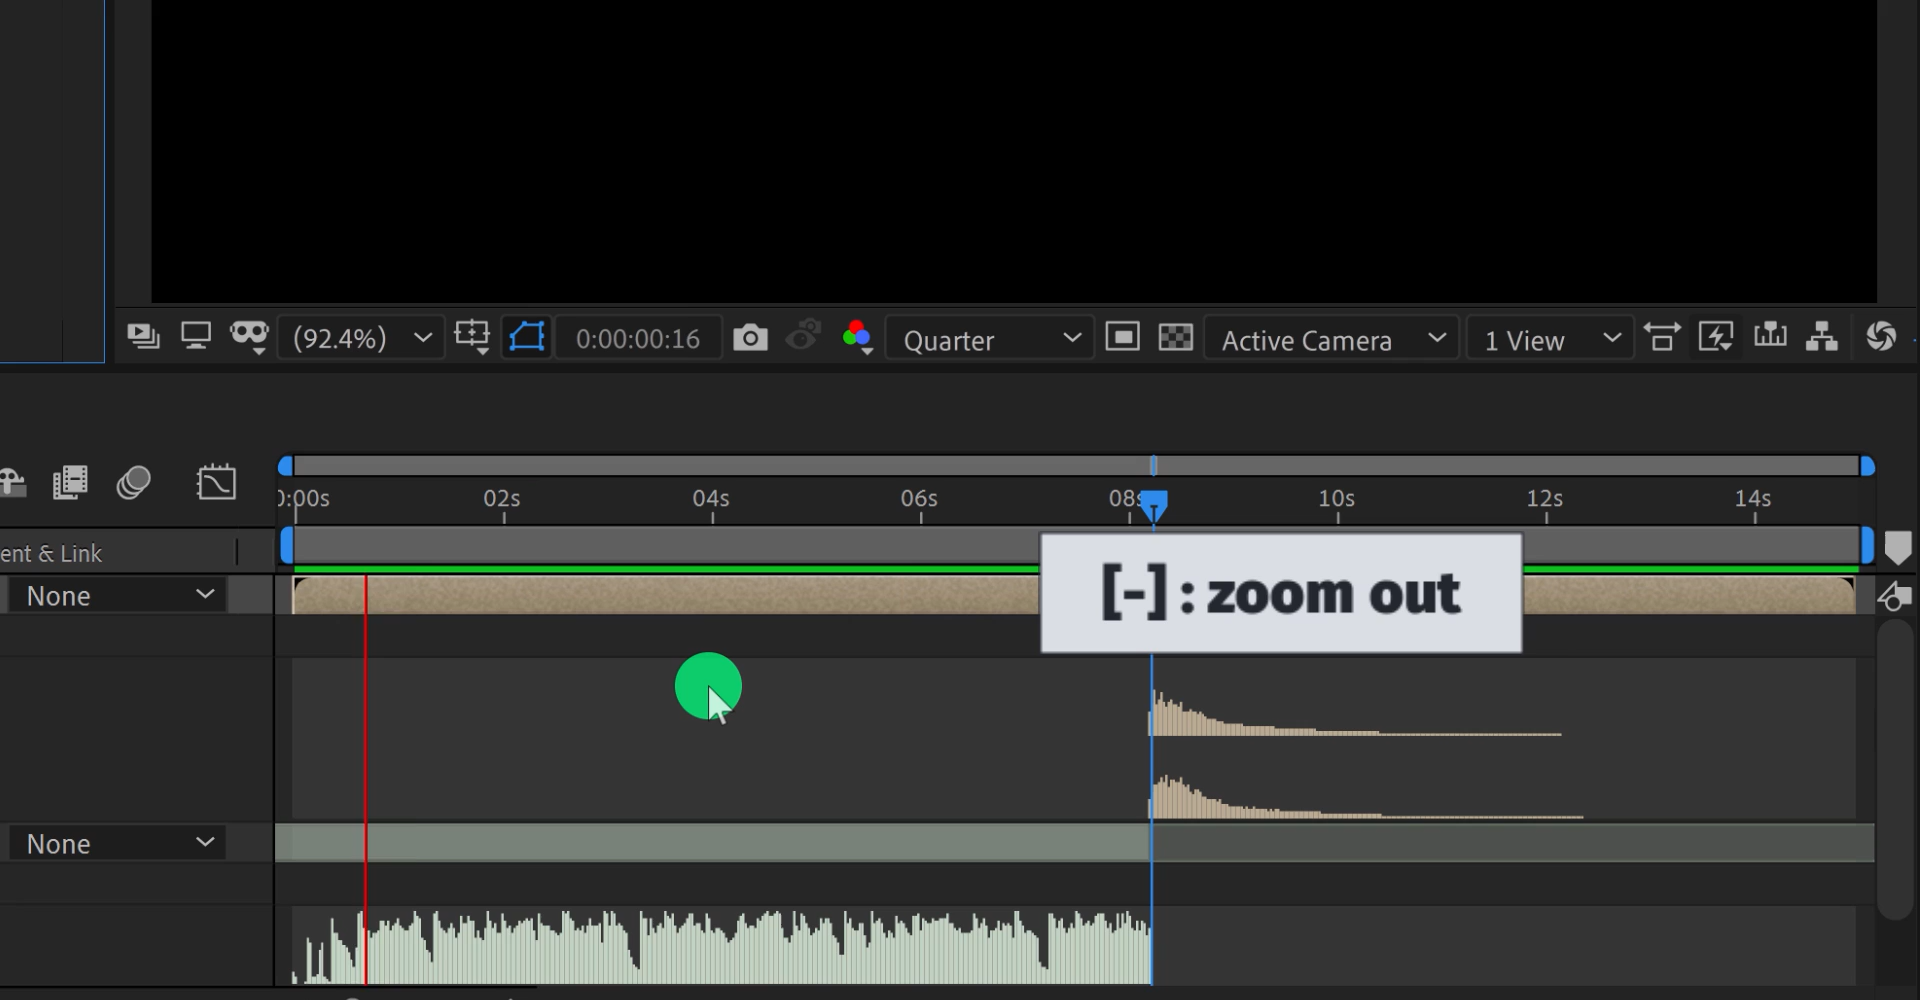 (92.4%)
0:00:00:16
Quarter
Active Camera
1 View
0:00s 02s 04s 06s 08s 10s 12s 14s
ent & Link
None
[-] : zoom out
None